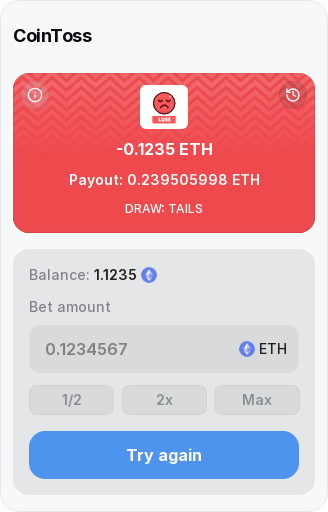 CoinToss
LOSE
-0.1235 ETH
Payout: 0.239505998 ETH
DRAW: TAILS
Balance: 1.1235
Bet amount
0.1234567 ETH
1/2 2x Max
Try again